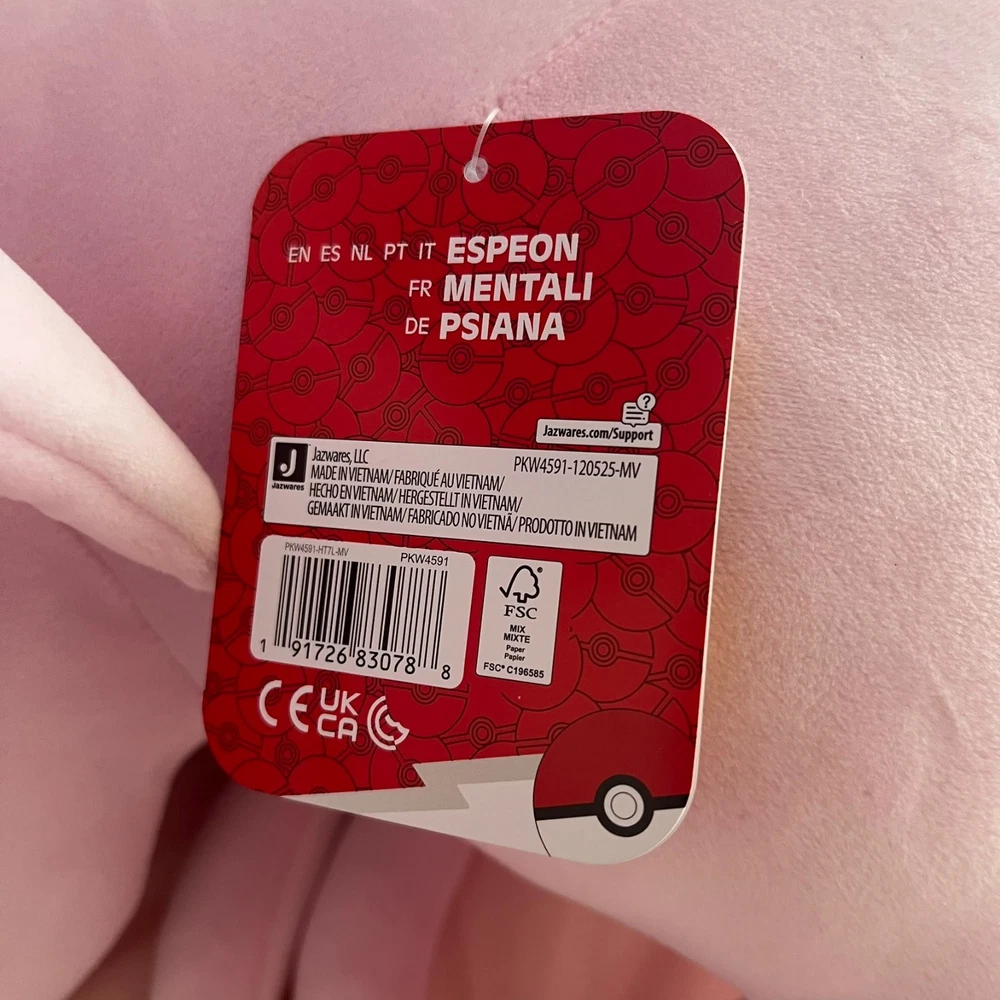 EN ES NL PT IT ESPEON
FR MENTALI
DE PSIANA
?
Jazwares.com/Support
J
Jazwares
Jazwares, LLC
PKW4591-120525-MV
MADE IN VIETNAM/ FABRIQUÉ AU VIETNAM/
HECHO EN VIETNAM/ HERGESTELLT IN VIETNAM/
GEMAAKT IN VIETNAM/ FABRICADO NO VIETNÃ/ PRODOTTO IN VIETNAM
PKW4591-HT7L-MV
PKW4591
1 91726 83078 8
FSC
MIX
MIXTE
Paper
Papier
FSC® C196585
CE
UK
CA